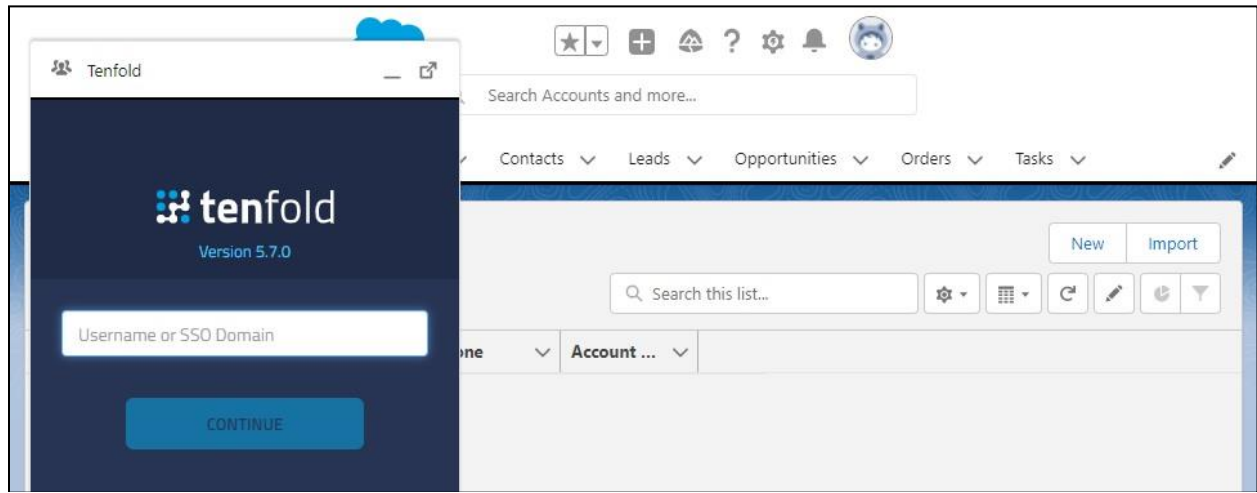 Tenfold
Search Accounts and more...
Contacts Leads Opportunities Orders Tasks
tenfold
Version 5.7.0
New Import
Search this list...
Username or SSO Domain
Account ...
CONTINUE